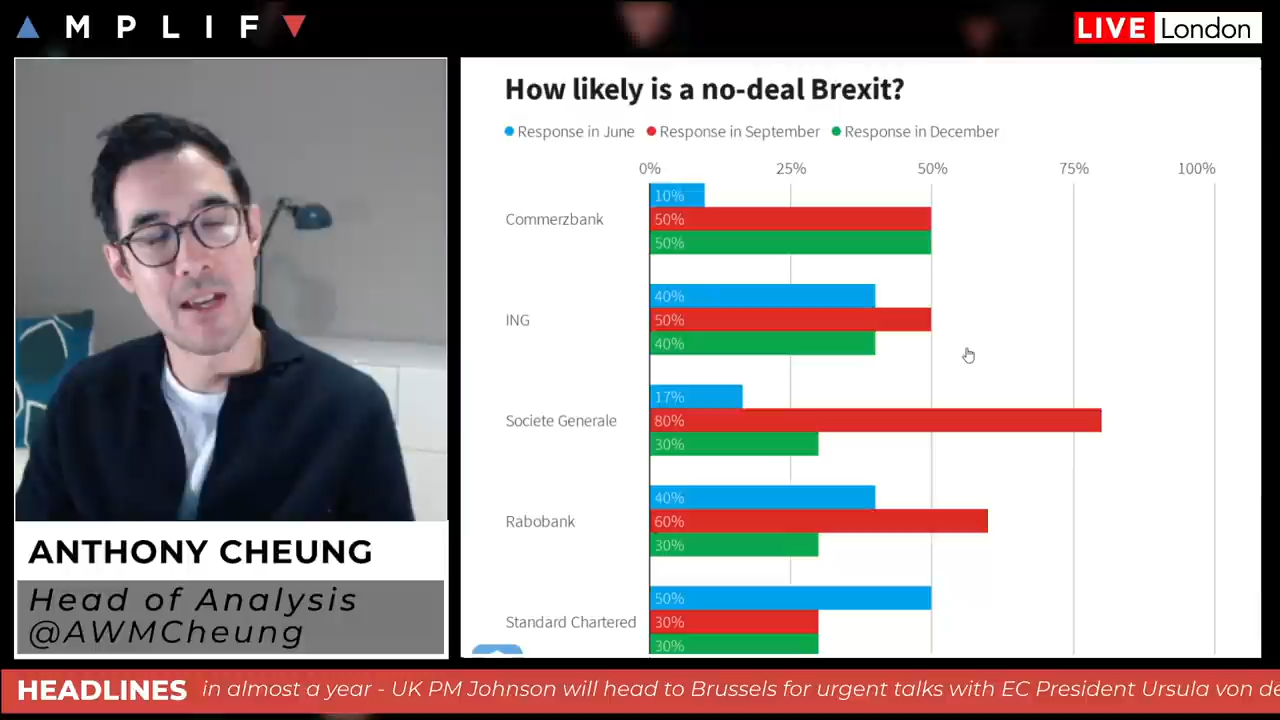 AMPLIFY
LIVE London
How likely is a no-deal Brexit?
Response in June Response in September Response in December
0% 25% 50% 75% 100%
Commerzbank
10%
50%
50%
ING
40%
50%
40%
Societe Generale
17%
80%
30%
Rabobank
40%
60%
30%
Standard Chartered
50%
30%
30%
ANTHONY CHEUNG
Head of Analysis
@AWMCheung
HEADLINES in almost a year - UK PM Johnson will head to Brussels for urgent talks with EC President Ursula von de